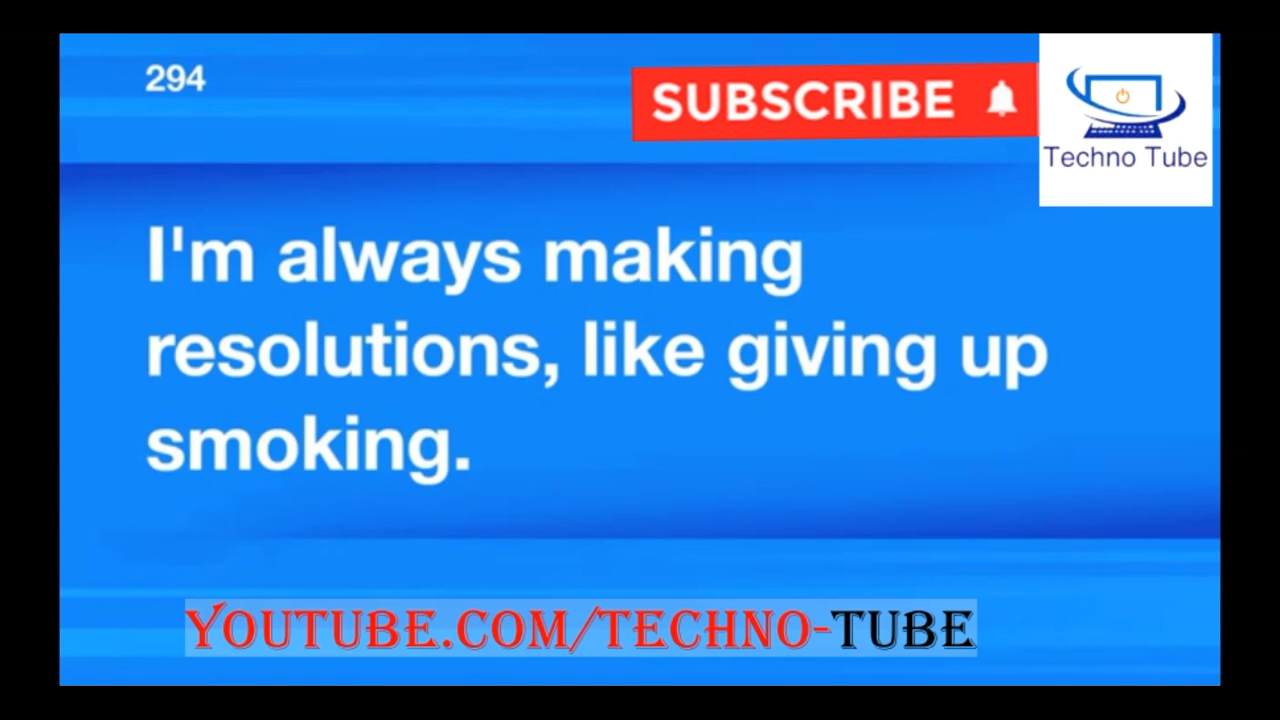 294
SUBSCRIBE
Techno Tube
I'm always making
resolutions, like giving up
smoking.
YOUTUBE.COM/TECHNO-TUBE